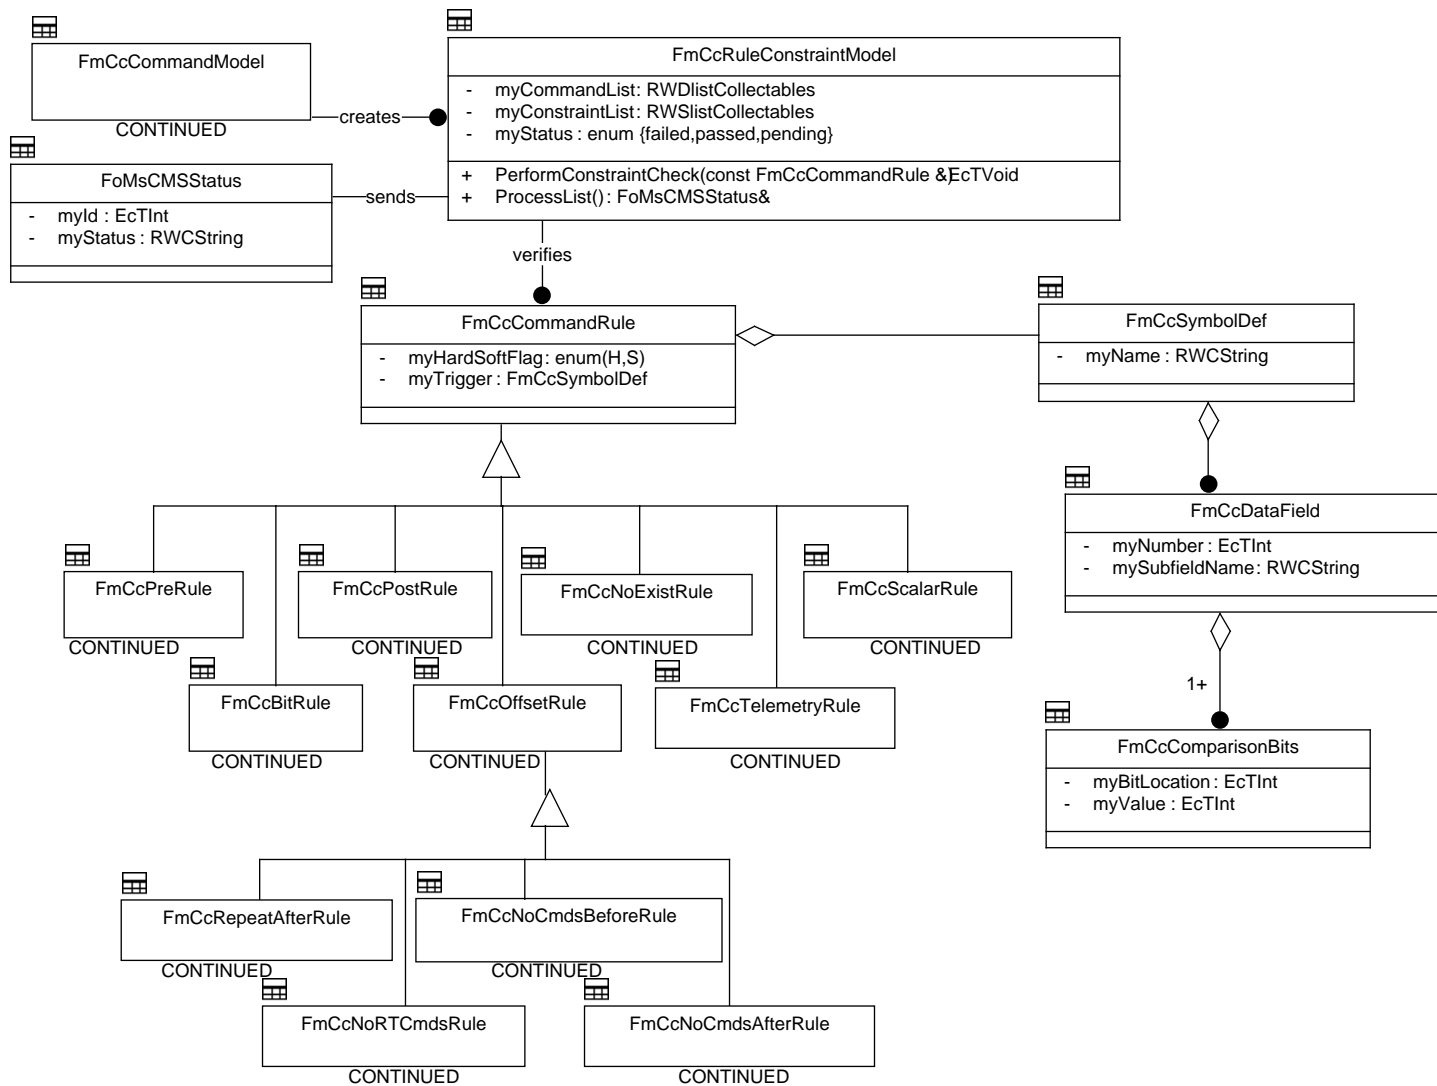 FmCcCommandModel
CONTINUED
FmCcRuleConstraintModel
- myCommandList: RWDlistCollectables
- myConstraintList: RWSlistCollectables
- myStatus : enum {failed,passed,pending}
+ PerformConstraintCheck(const FmCcCommandRule &)EcTVoid
+ ProcessList() : FoMsCMSStatus&
creates
FoMsCMSStatus
- myId : EcTInt
- myStatus : RWCString
sends
verifies
FmCcCommandRule
- myHardSoftFlag : enum(H,S)
- myTrigger : FmCcSymbolDef
FmCcSymbolDef
- myName : RWCString
FmCcDataField
- myNumber : EcTInt
- mySubfieldName : RWCString
1+
FmCcComparisonBits
- myBitLocation : EcTInt
- myValue : EcTInt
FmCcPreRule
CONTINUED
FmCcPostRule
CONTINUED
FmCcNoExistRule
CONTINUED
FmCcScalarRule
CONTINUED
FmCcBitRule
CONTINUED
FmCcOffsetRule
CONTINUED
FmCcTelemetryRule
CONTINUED
FmCcRepeatAfterRule
CONTINUED
FmCcNoCmdsBeforeRule
CONTINUED
FmCcNoRTCmdsRule
CONTINUED
FmCcNoCmdsAfterRule
CONTINUED